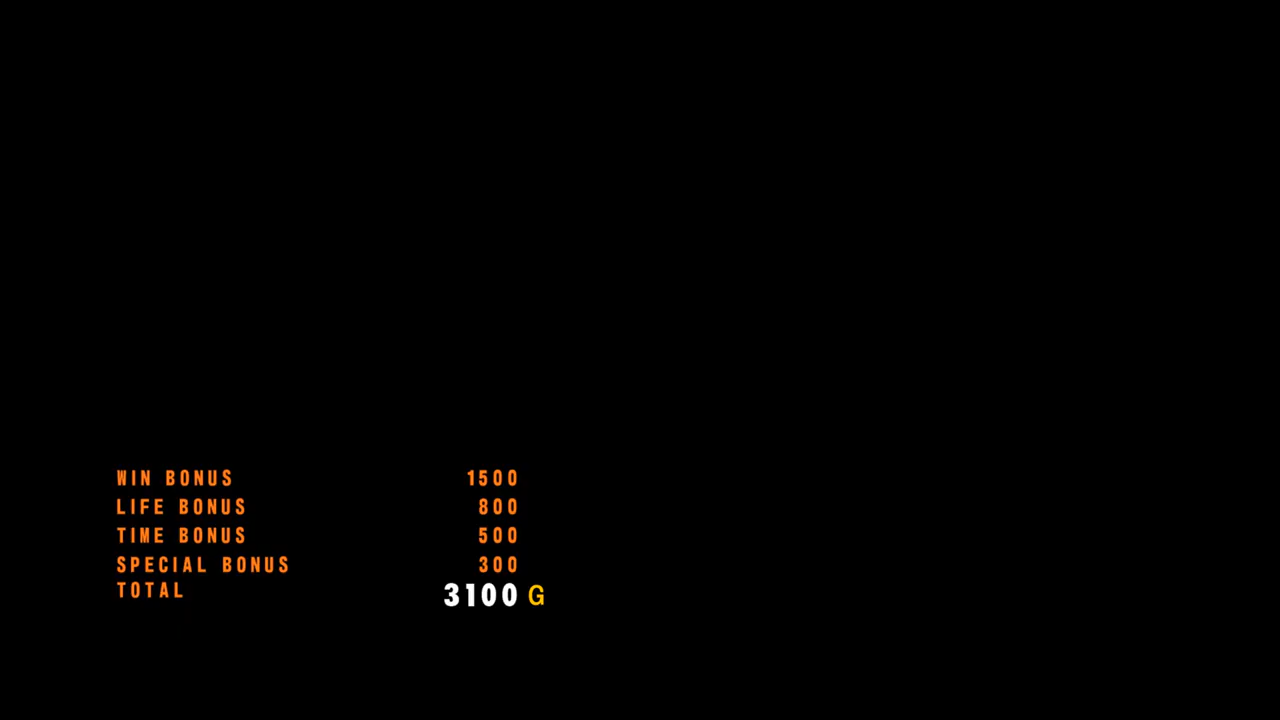 WIN BONUS 1500
LIFE BONUS 800
TIME BONUS 500
SPECIAL BONUS 300
TOTAL 3100 G